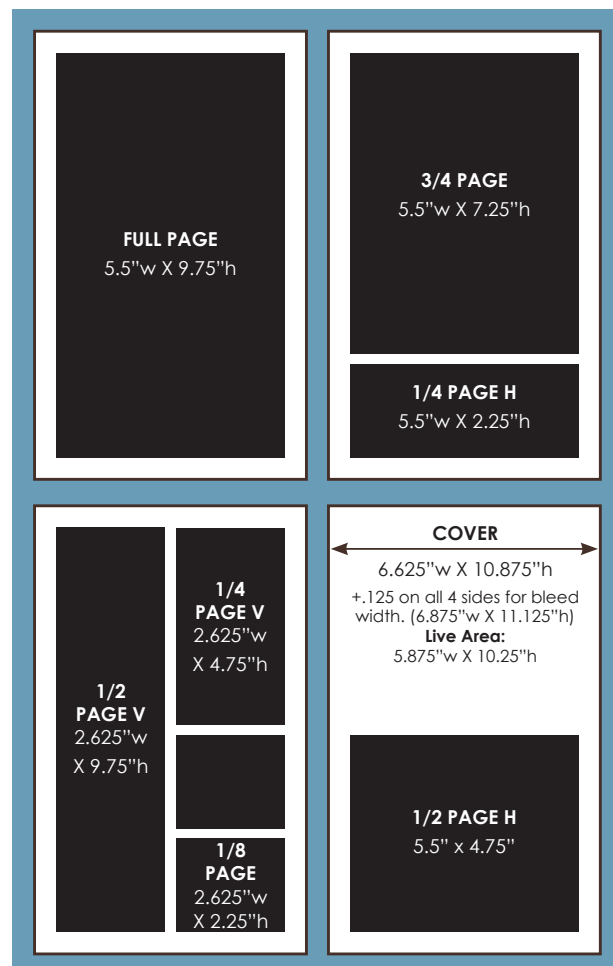 FULL PAGE
5.5”w X 9.75”h
3/4 PAGE
5.5”w X 7.25”h
1/4 PAGE H
5.5”w X 2.25”h
1/2
PAGE V
2.625”w
X 9.75”h
1/4
PAGE V
2.625”w
X 4.75”h
1/8
PAGE
2.625”w
X 2.25”h
COVER
6.625”w X 10.875”h
+.125 on all 4 sides for bleed
width. (6.875”w X 11.125”h)
Live Area:
5.875”w X 10.25”h
1/2 PAGE H
5.5” x 4.75”